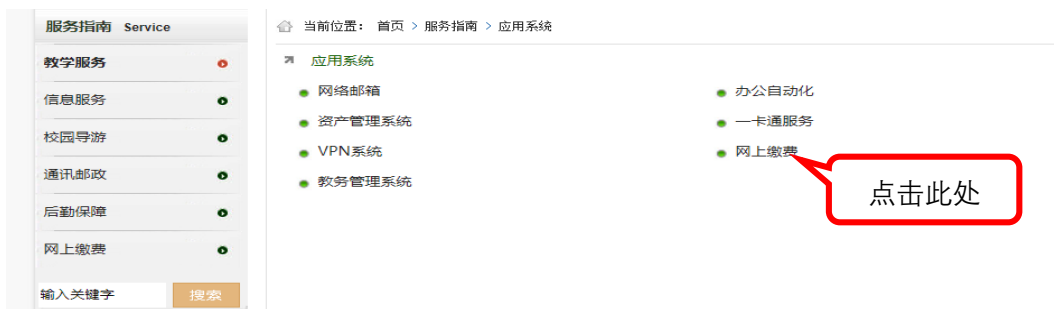 服务指南 Service
教学服务
信息服务
校园导游
通讯邮政
后勤保障
网上缴费
输入关键字 搜索
当前位置： 首页 > 服务指南 > 应用系统
应用系统
网络邮箱
办公自动化
资产管理系统
一卡通服务
VPN系统
网上缴费
教务管理系统
点击此处